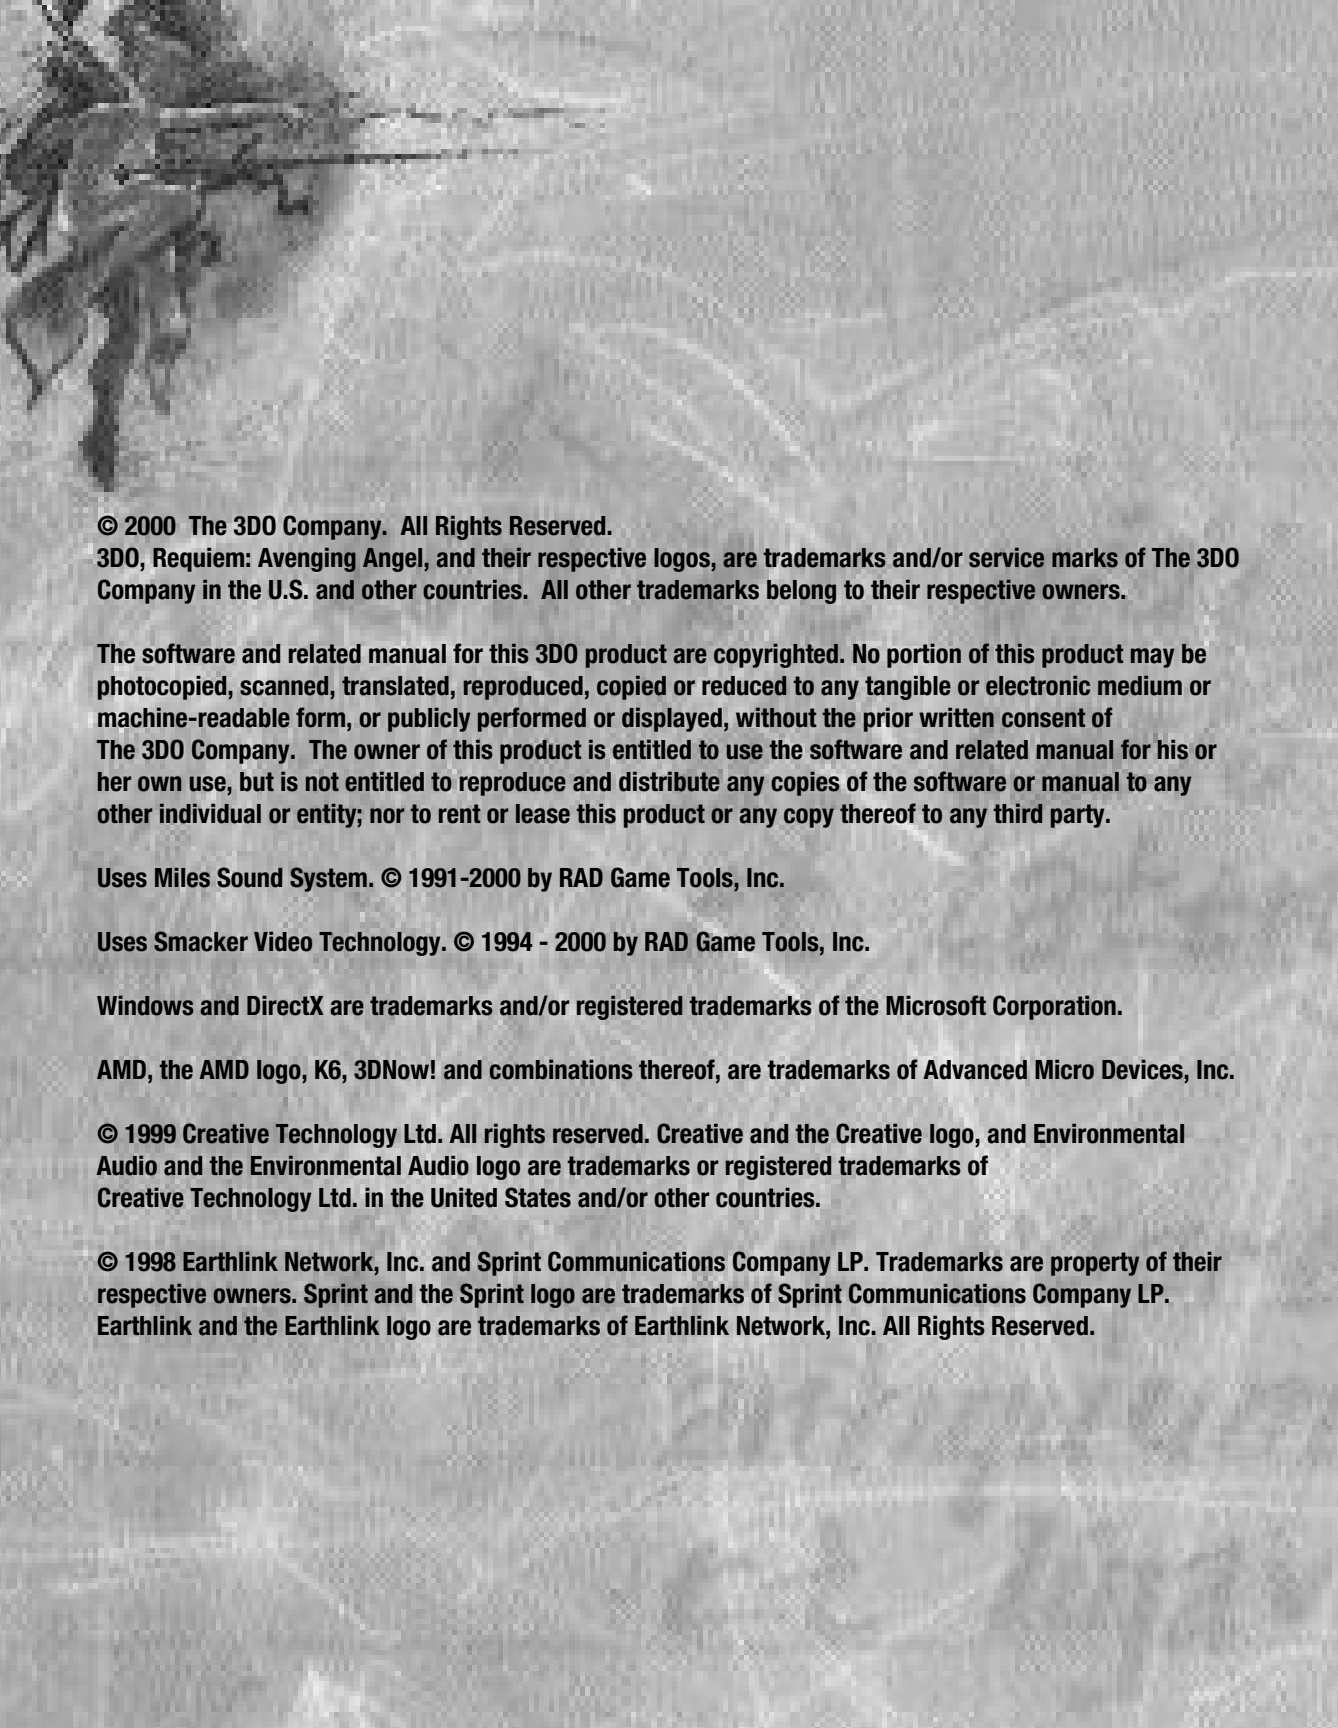 © 2000  The 3DO Company.  All Rights Reserved.
3DO, Requiem: Avenging Angel, and their respective logos, are trademarks and/or service marks of The 3DO
Company in the U.S. and other countries.  All other trademarks belong to their respective owners.
The software and related manual for this 3DO product are copyrighted. No portion of this product may be
photocopied, scanned, translated, reproduced, copied or reduced to any tangible or electronic medium or
machine-readable form, or publicly performed or displayed, without the prior written consent of
The 3DO Company.  The owner of this product is entitled to use the software and related manual for his or
her own use, but is not entitled to reproduce and distribute any copies of the software or manual to any
other individual or entity; nor to rent or lease this product or any copy thereof to any third party.
Uses Miles Sound System. © 1991-2000 by RAD Game Tools, Inc.
Uses Smacker Video Technology. © 1994 - 2000 by RAD Game Tools, Inc.
Windows and DirectX are trademarks and/or registered trademarks of the Microsoft Corporation.
AMD, the AMD logo, K6, 3DNow! and combinations thereof, are trademarks of Advanced Micro Devices, Inc.
© 1999 Creative Technology Ltd. All rights reserved. Creative and the Creative logo, and Environmental
Audio and the Environmental Audio logo are trademarks or registered trademarks of
Creative Technology Ltd. in the United States and/or other countries.
© 1998 Earthlink Network, Inc. and Sprint Communications Company LP. Trademarks are property of their
respective owners. Sprint and the Sprint logo are trademarks of Sprint Communications Company LP.
Earthlink and the Earthlink logo are trademarks of Earthlink Network, Inc. All Rights Reserved.